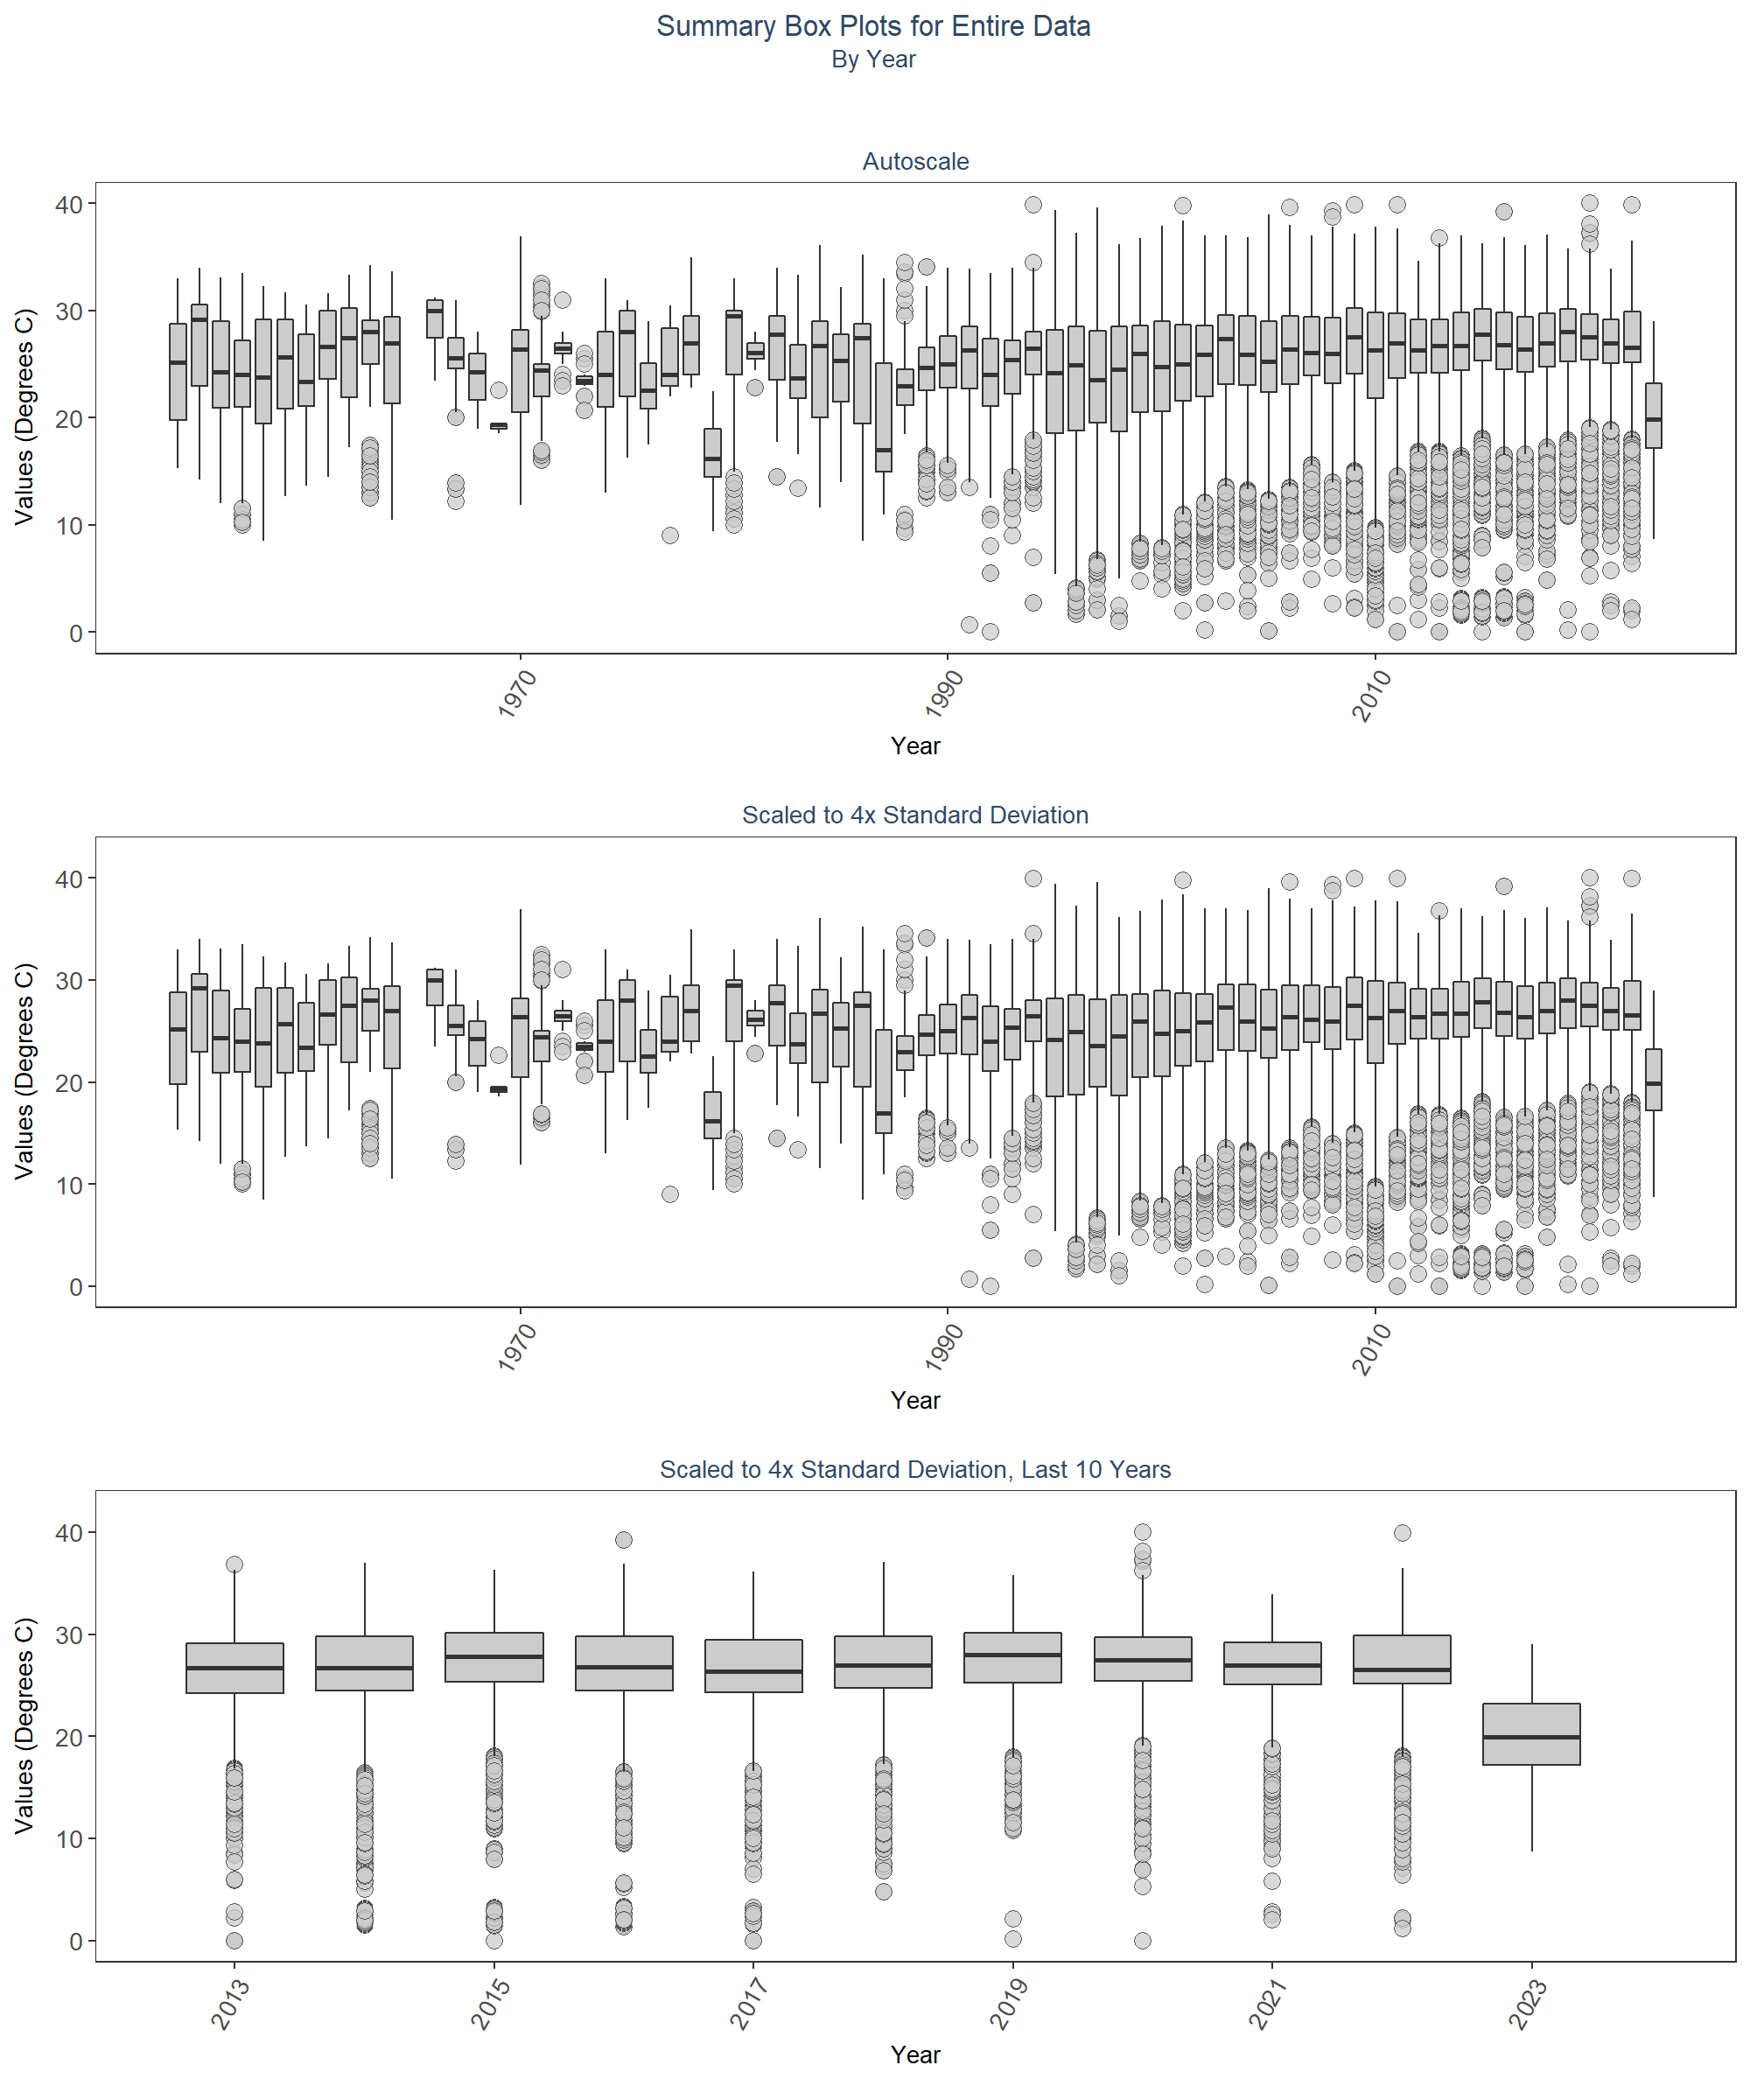 Summary Box Plots for Entire Data
By Year
Autoscale
Values (Degrees C)
40
30
20
10
0
1970
1990
2010
Year
Scaled to 4x Standard Deviation
Values (Degrees C)
40
30
20
10
0
1970
1990
2010
Year
Scaled to 4x Standard Deviation, Last 10 Years
Values (Degrees C)
40
30
20
10
0
2013
2015
2017
2019
2021
2023
Year